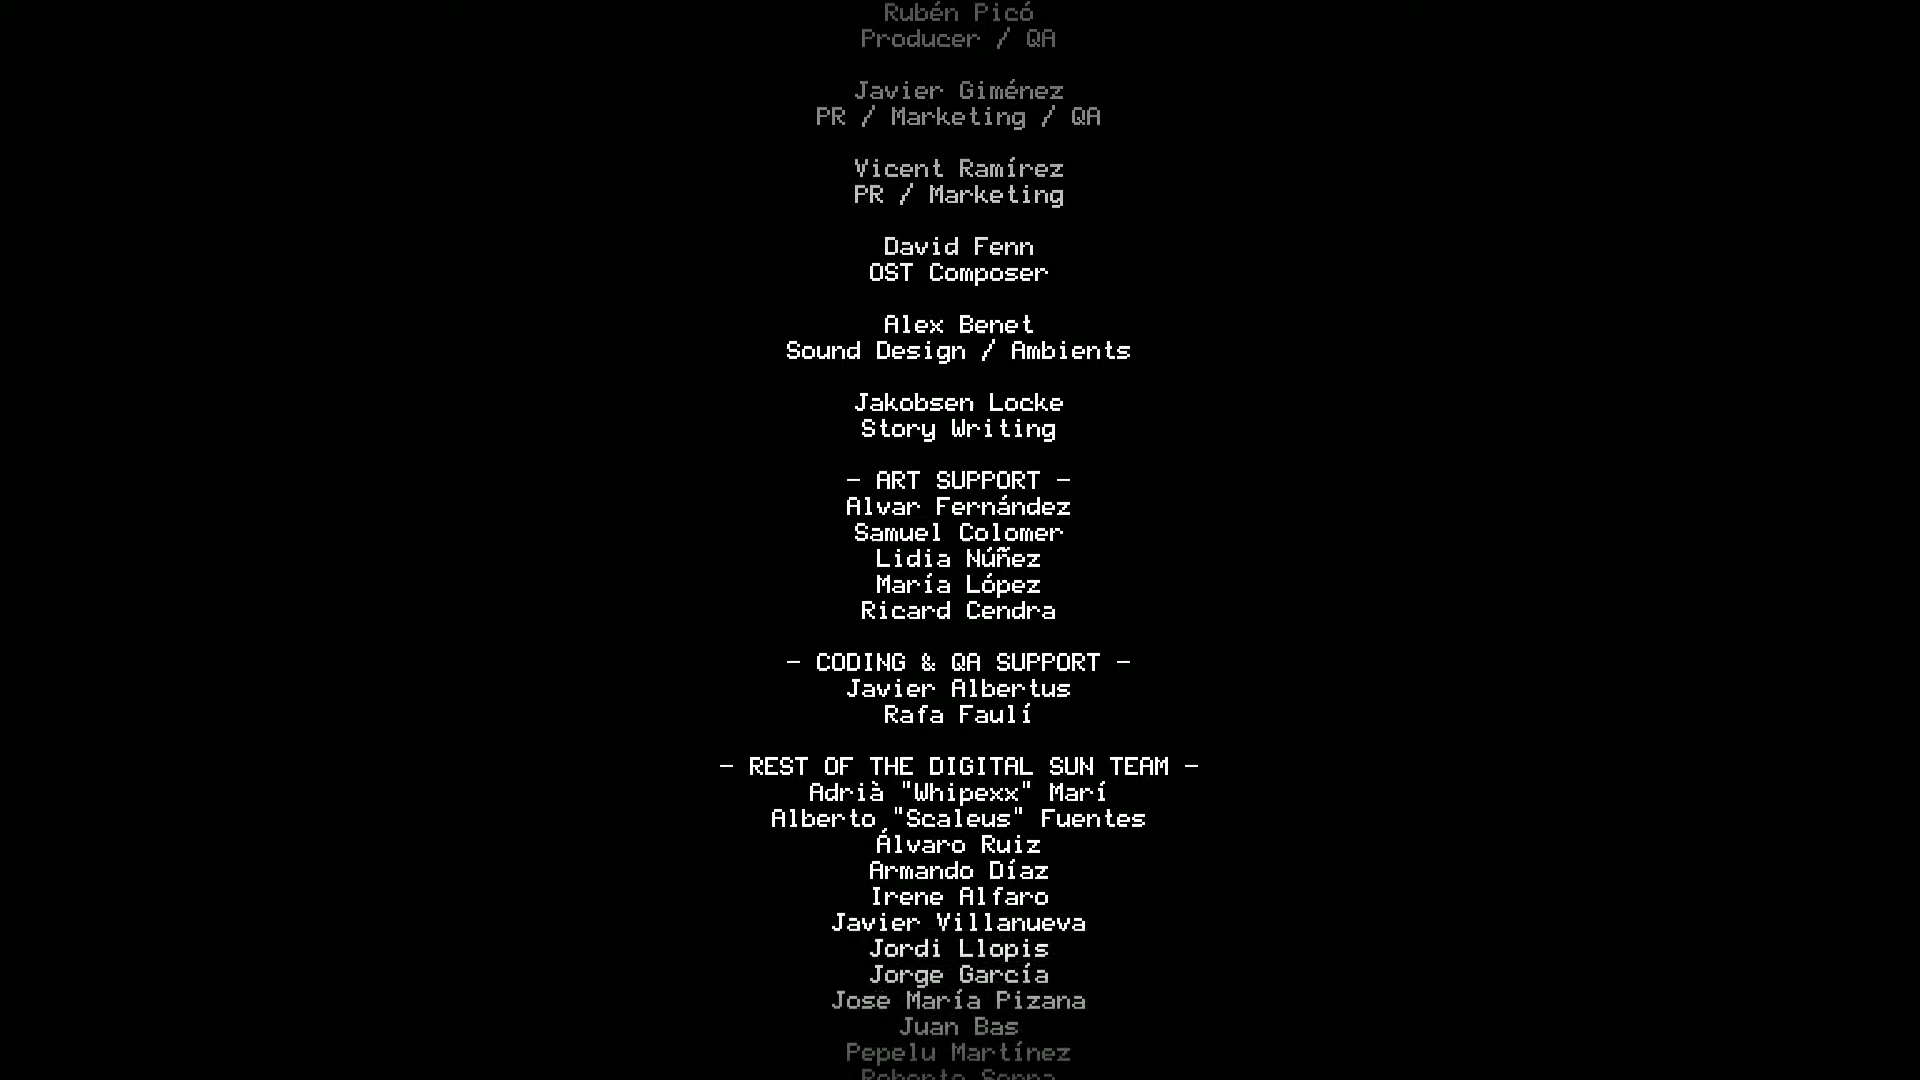 Rubén Picó
Producer / QA
Javier Giménez
PR / Marketing / QA
Vicent Ramírez
PR / Marketing
David Fenn
OST Composer
Alex Benet
Sound Design / Ambients
Jakobsen Locke
Story Writing
- ART SUPPORT -
Alvar Fernández
Samuel Colomer
Lidia Núñez
María López
Ricard Cendra
- CODING & QA SUPPORT -
Javier Albertus
Rafa Faulí
- REST OF THE DIGITAL SUN TEAM -
Adrià "Whipexx" Marí
Alberto "Scaleus" Fuentes
Álvaro Ruiz
Armando Díaz
Irene Alfaro
Javier Villanueva
Jordi Llopis
Jorge García
Jose María Pizana
Juan Bas
Pepelu Martínez
Roberto